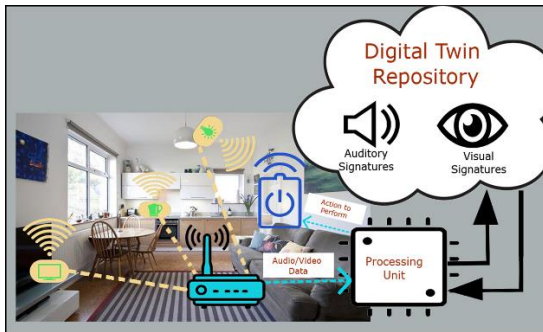 Digital Twin
Repository
Auditory
Signatures
Visual
Signatures
Action to
Perform
Audio/Video
Data
Processing
Unit